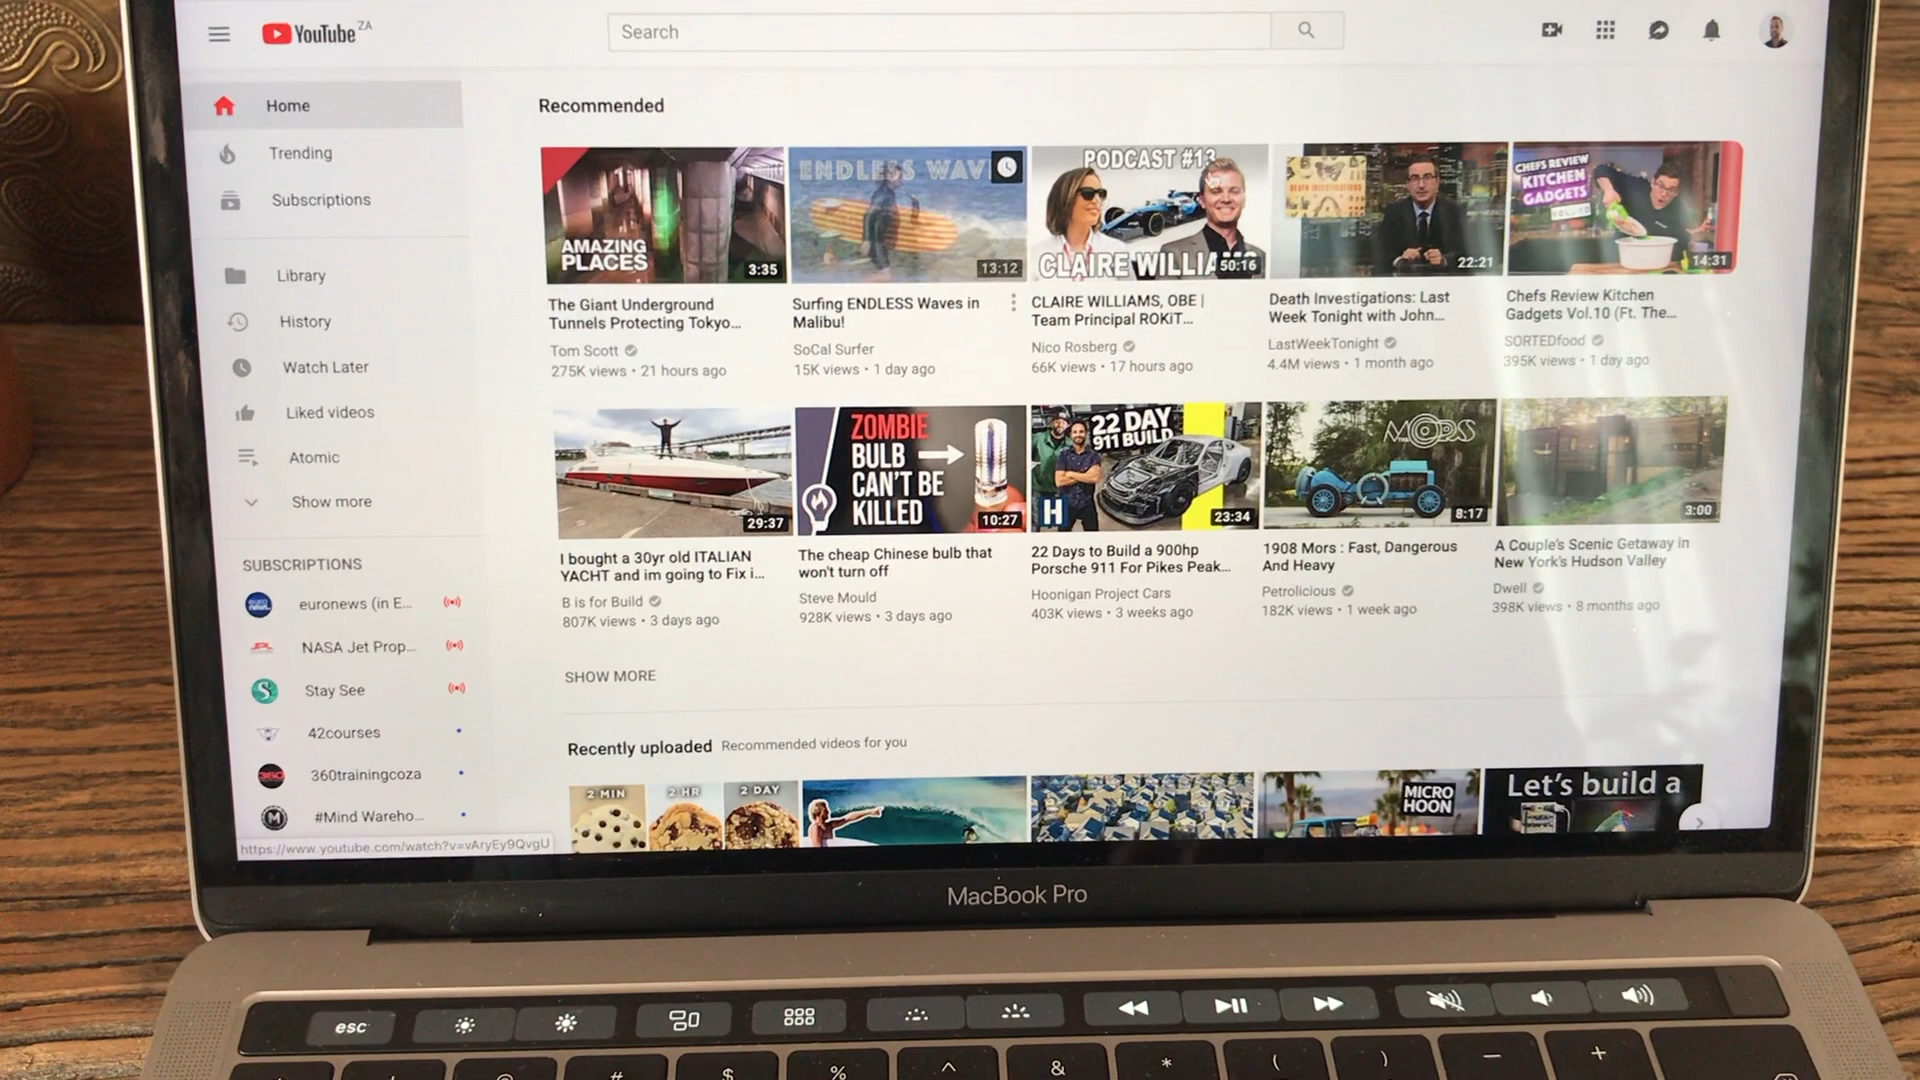 YouTube ZA
Search
Home
Trending
Subscriptions
Library
History
Watch Later
Liked videos
Atomic
Show more
SUBSCRIPTIONS
euronews (in E...
NASA Jet Prop...
Stay See
42courses
360trainingcoza
#Mind Wareho...
https://www.youtube.com/watch?v=vAryEy9QvgU
Recommended
AMAZING
PLACES
3:35
The Giant Underground
Tunnels Protecting Tokyo...
Tom Scott
275K views • 21 hours ago
ENDLESS WAV
13:12
Surfing ENDLESS Waves in
Malibu!
SoCal Surfer
15K views • 1 day ago
PODCAST #13
CLAIRE WILLIA
50:16
CLAIRE WILLIAMS, OBE |
Team Principal ROKiT...
Nico Rosberg
66K views • 17 hours ago
DEATH INVESTIGATIONS
22:21
Death Investigations: Last
Week Tonight with John...
LastWeekTonight
4.4M views • 1 month ago
CHEFS REVIEW
KITCHEN
GADGETS
VOL.10
14:31
Chefs Review Kitchen
Gadgets Vol.10 (Ft. The...
SORTEDfood
395K views • 1 day ago
29:37
I bought a 30yr old ITALIAN
YACHT and im going to Fix i...
B is for Build
807K views • 3 days ago
ZOMBIE
BULB
CAN'T BE
KILLED
10:27
The cheap Chinese bulb that
won't turn off
Steve Mould
928K views • 3 days ago
22 DAY
911 BUILD
H
23:34
22 Days to Build a 900hp
Porsche 911 For Pikes Peak...
Hoonigan Project Cars
403K views • 3 weeks ago
MORS
8:17
1908 Mors : Fast, Dangerous
And Heavy
Petrolicious
182K views • 1 week ago
3:00
A Couple's Scenic Getaway in
New York's Hudson Valley
Dwell
398K views • 8 months ago
SHOW MORE
Recently uploaded Recommended videos for you
2 MIN 2 HR 2 DAY
MICRO
HOON
Let's build a
MacBook Pro
esc
# $ % ^ & * ( ) − +